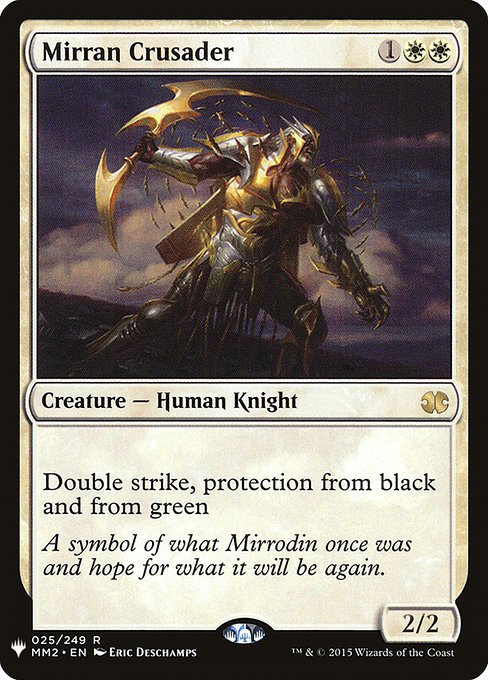 Mirran Crusader 1
Creature — Human Knight
Double strike, protection from black
and from green
A symbol of what Mirrodin once was
and hope for what it will be again.
2/2
025/249 R
MM2 • EN Eric Deschamps
™ & © 2015 Wizards of the Coast